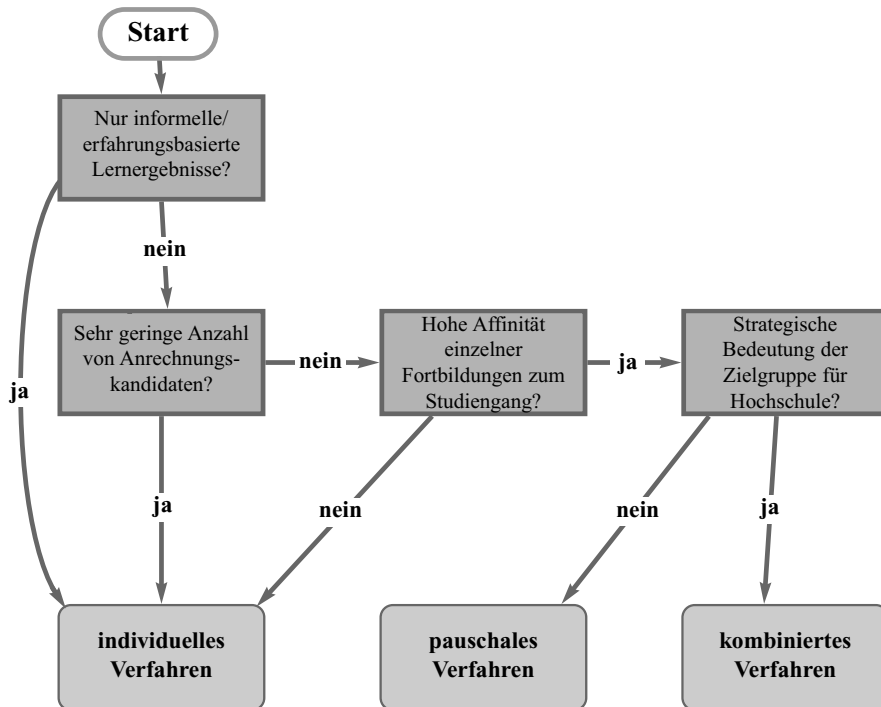 Start
Nur informelle/
erfahrungsbasierte
Lernergebnisse?
nein
Sehr geringe Anzahl
von Anrechnungs-
kandidaten?
nein
Hohe Affinität
einzelner
Fortbildungen zum
Studiengang?
ja
Strategische
Bedeutung der
Zielgruppe für
Hochschule?
ja
ja
nein
nein
ja
individuelles
Verfahren
pauschales
Verfahren
kombiniertes
Verfahren